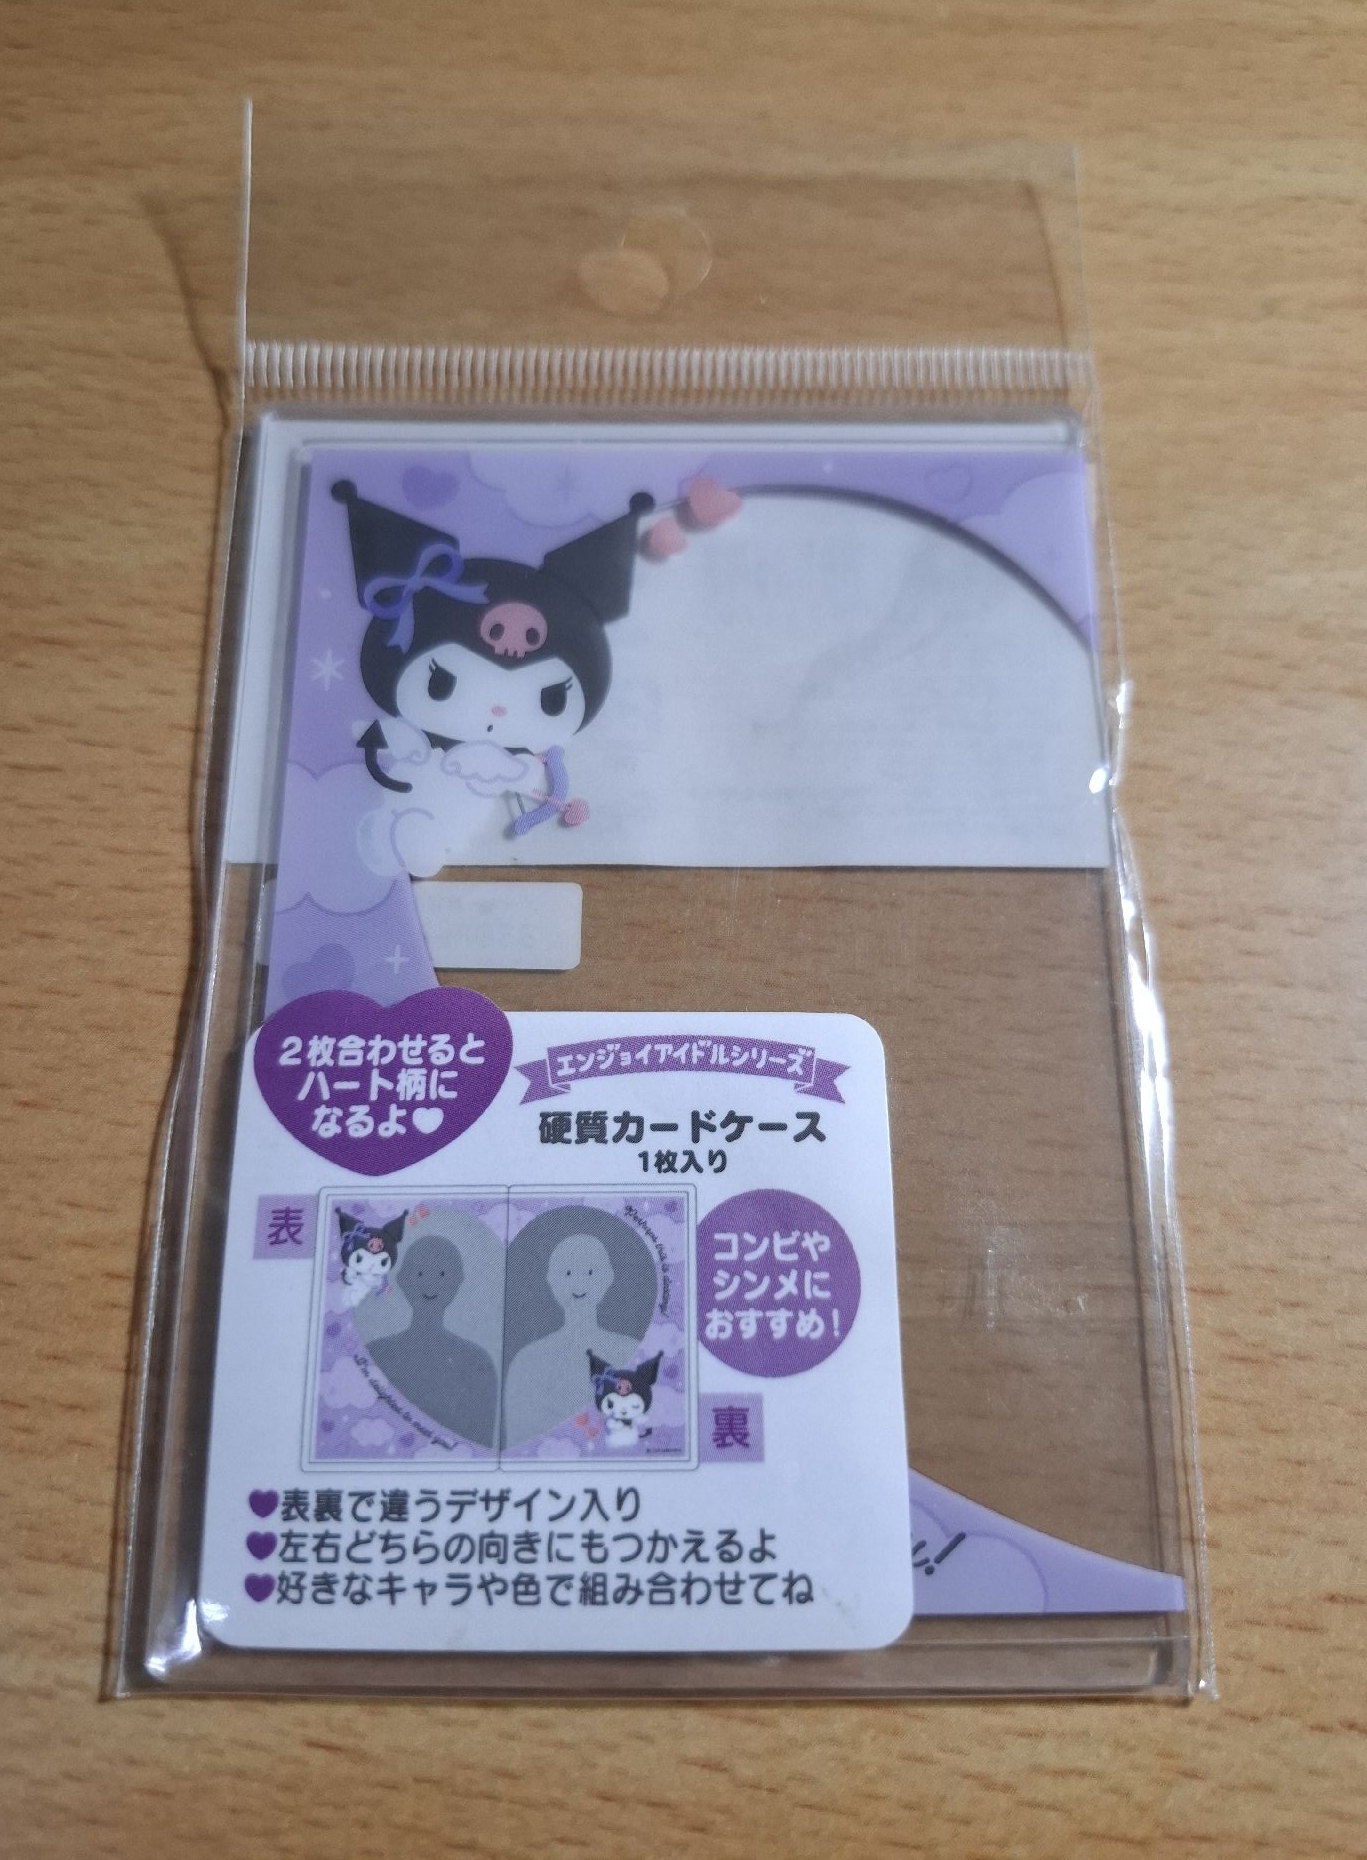 2枚合わせると
ハート柄に
なるよ♥
エンジョイアイドルシリーズ
硬質カードケース
1枚入り
表
コンビや
シンメに
おすすめ!
裏
♥表裏で違うデザイン入り
♥左右どちらの向きにもつかえるよ
♥好きなキャラや色で組み合わせてね